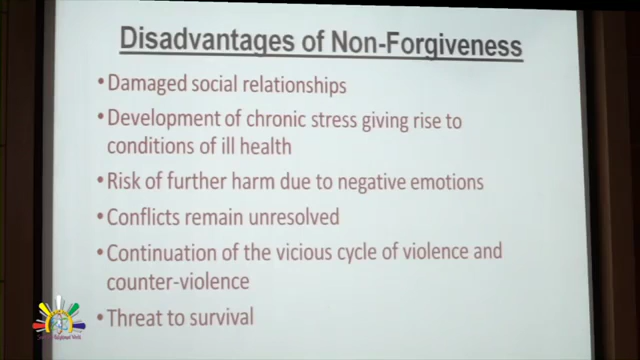 Disadvantages of Non-Forgiveness
• Damaged social relationships
• Development of chronic stress giving rise to
conditions of ill health
• Risk of further harm due to negative emotions
• Conflicts remain unresolved
• Continuation of the vicious cycle of violence and
counter-violence
• Threat to survival